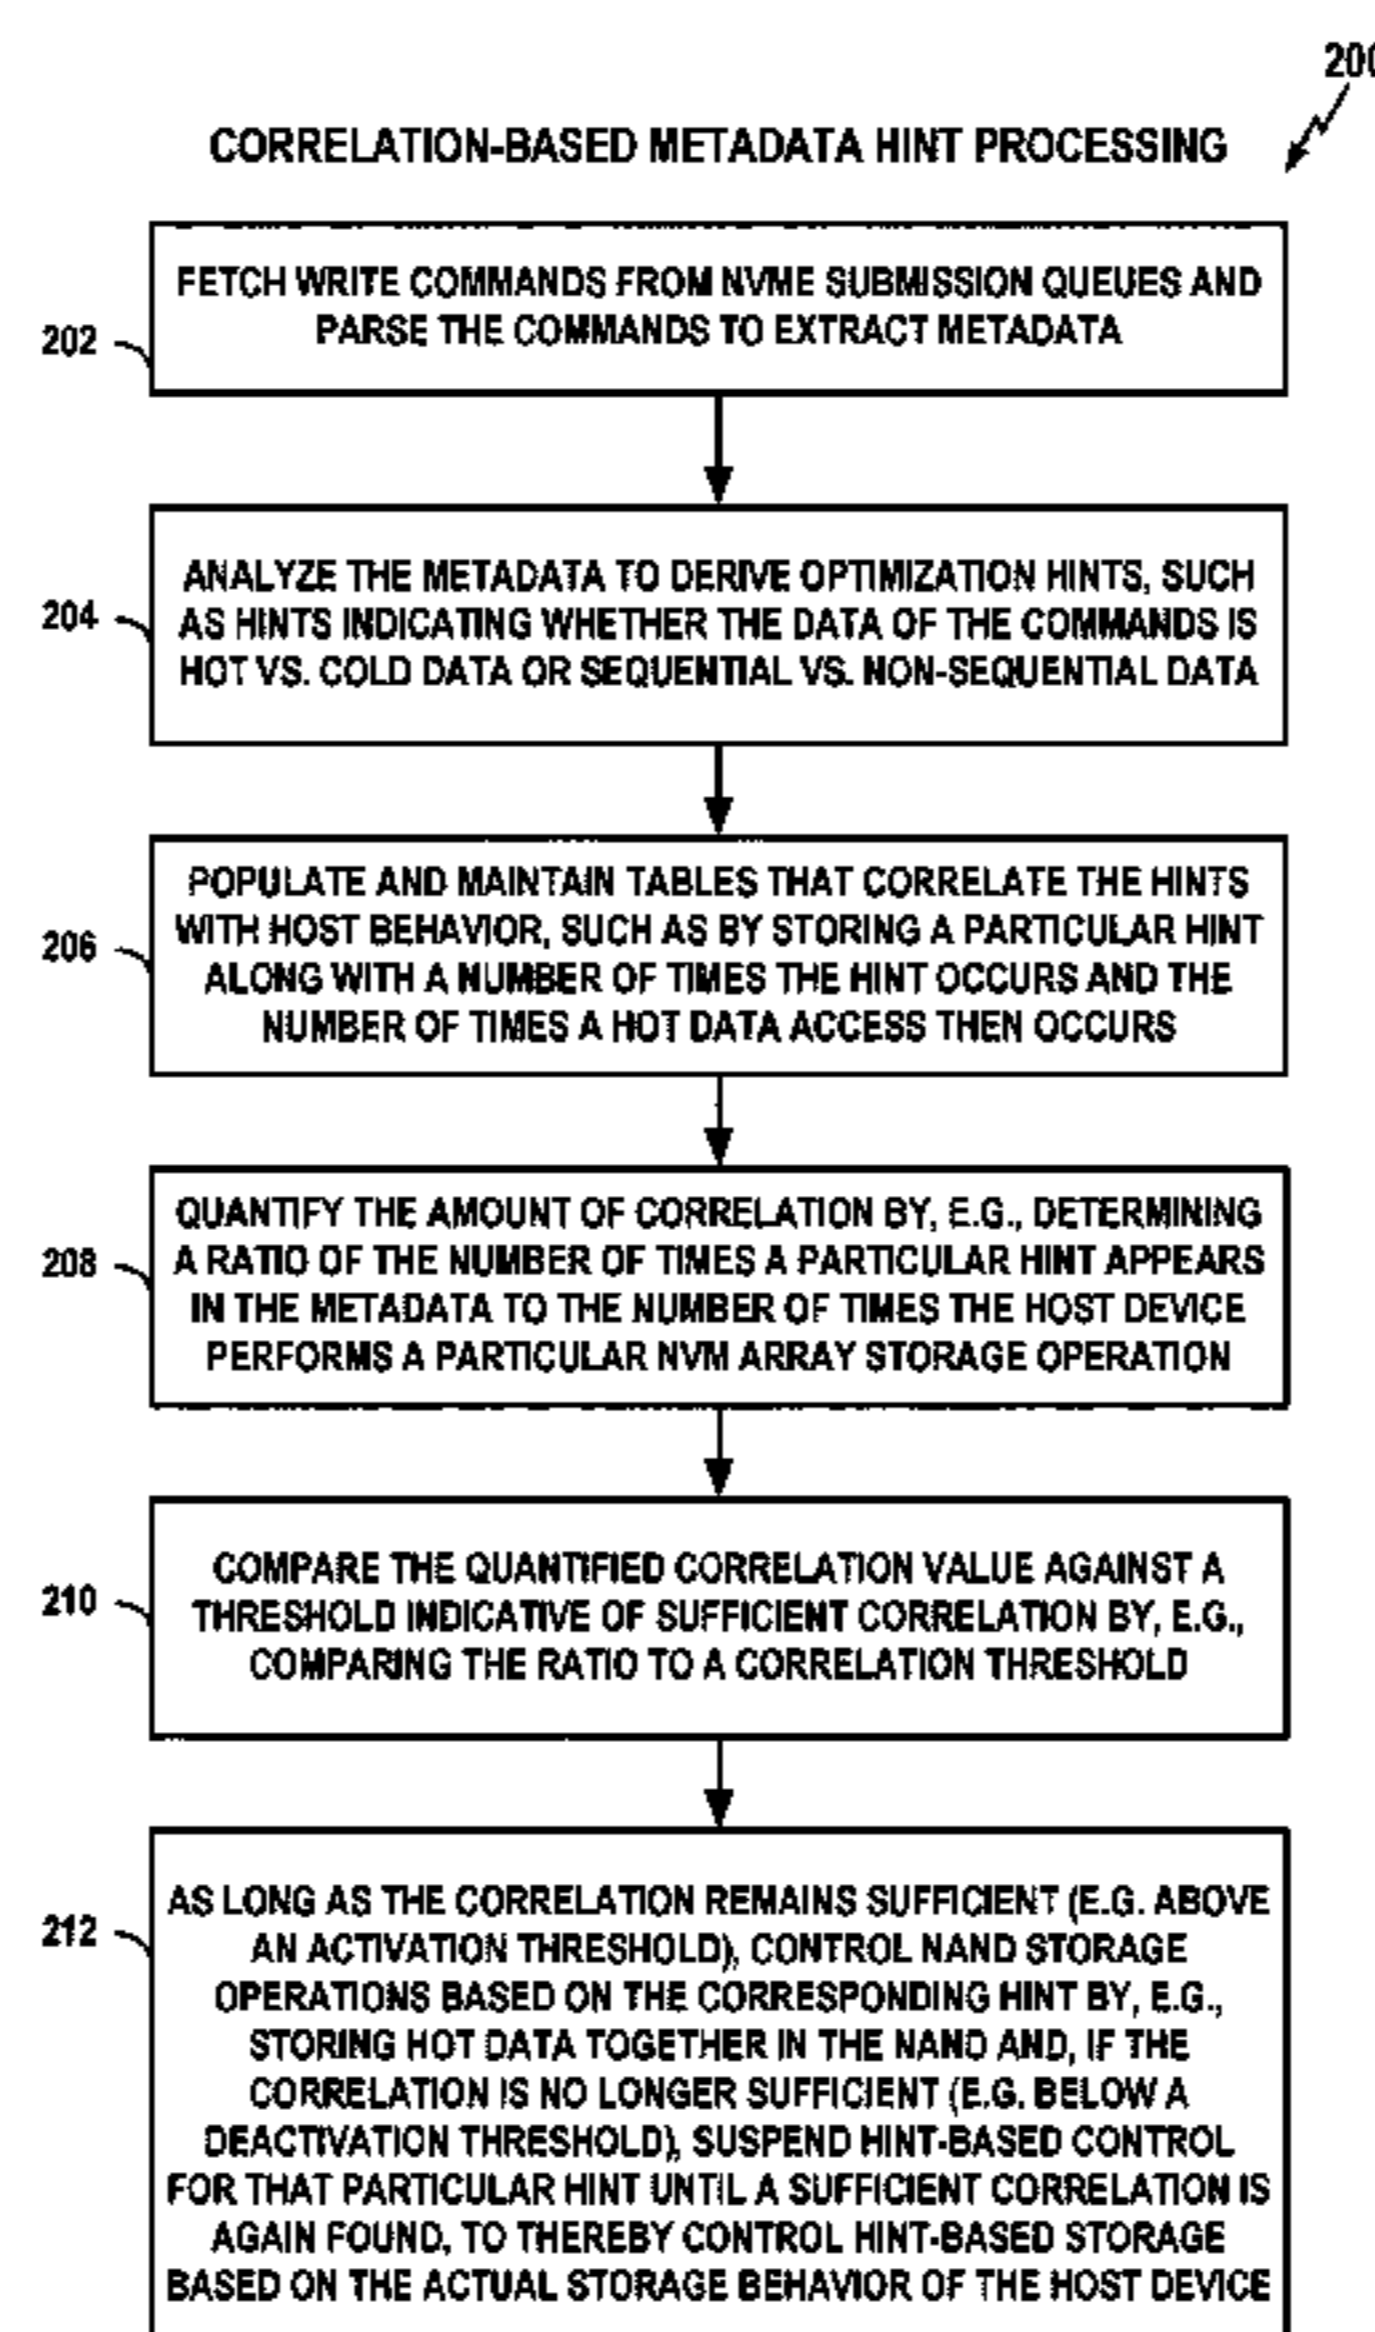 200
CORRELATION-BASED METADATA HINT PROCESSING
FETCH WRITE COMMANDS FROM NVME SUBMISSION QUEUES AND
PARSE THE COMMANDS TO EXTRACT METADATA
202
ANALYZE THE METADATA TO DERIVE OPTIMIZATION HINTS, SUCH
AS HINTS INDICATING WHETHER THE DATA OF THE COMMANDS IS
HOT VS. COLD DATA OR SEQUENTIAL VS. NON-SEQUENTIAL DATA
204
POPULATE AND MAINTAIN TABLES THAT CORRELATE THE HINTS
WITH HOST BEHAVIOR, SUCH AS BY STORING A PARTICULAR HINT
ALONG WITH A NUMBER OF TIMES THE HINT OCCURS AND THE
NUMBER OF TIMES A HOT DATA ACCESS THEN OCCURS
206
QUANTIFY THE AMOUNT OF CORRELATION BY, E.G., DETERMINING
A RATIO OF THE NUMBER OF TIMES A PARTICULAR HINT APPEARS
IN THE METADATA TO THE NUMBER OF TIMES THE HOST DEVICE
PERFORMS A PARTICULAR NVM ARRAY STORAGE OPERATION
208
COMPARE THE QUANTIFIED CORRELATION VALUE AGAINST A
THRESHOLD INDICATIVE OF SUFFICIENT CORRELATION BY, E.G.,
COMPARING THE RATIO TO A CORRELATION THRESHOLD
210
AS LONG AS THE CORRELATION REMAINS SUFFICIENT (E.G. ABOVE
AN ACTIVATION THRESHOLD), CONTROL NAND STORAGE
OPERATIONS BASED ON THE CORRESPONDING HINT BY, E.G.,
STORING HOT DATA TOGETHER IN THE NAND AND, IF THE
CORRELATION IS NO LONGER SUFFICIENT (E.G. BELOW A
DEACTIVATION THRESHOLD), SUSPEND HINT-BASED CONTROL
FOR THAT PARTICULAR HINT UNTIL A SUFFICIENT CORRELATION IS
AGAIN FOUND, TO THEREBY CONTROL HINT-BASED STORAGE
BASED ON THE ACTUAL STORAGE BEHAVIOR OF THE HOST DEVICE
212